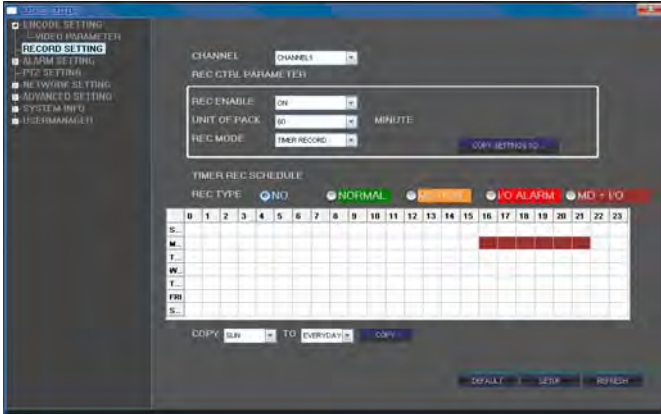 ENCODE SETTING
VIDEO PARAMETER
RECORD SETTING
ALARM SETTING
PTZ SETTING
NETWORK SETTING
ADVANCED SETTING
SYSTEM INFO
USERMANAGER
CHANNEL CHANNEL1
REC CTRL PARAMETER
REC ENABLE ON
UNIT OF PACK 60 MINUTE
REC MODE TIMER RECORD COPY SETTINGS TO
TIMER REC SCHEDULE
REC TYPE NO NORMAL MOTION I/O ALARM MD + I/O
0 1 2 3 4 5 6 7 8 9 10 11 12 13 14 15 16 17 18 19 20 21 22 23
S...
M...
T...
W...
T...
FRI
S...
COPY SUN TO EVERYDAY COPY
DEFAULT SETUP REFRESH